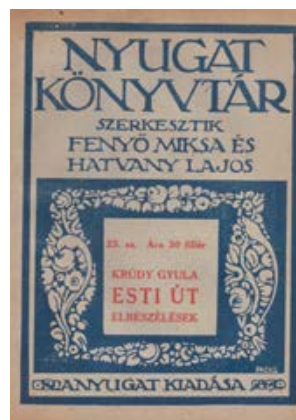 NYUGAT
KÖNYVTÁR
SZERKESZTIK
FENYŐ MIKSA ÉS
HATVANY LAJOS
23. sz. Ára 30 fillér
KRÚDY GYULA
ESTI ÚT
ELBESZÉLÉSEK
A NYUGAT KIADÁSA